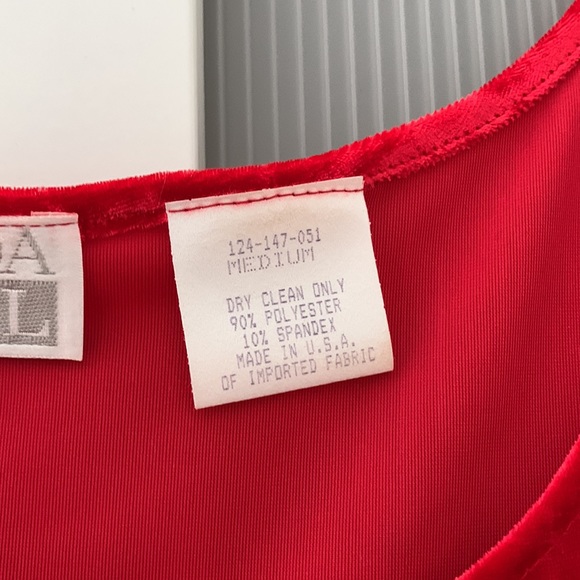 A
L
124-147-051
MEDIUM
DRY CLEAN ONLY
90% POLYESTER
10% SPANDEX
MADE IN U.S.A.
OF IMPORTED FABRIC